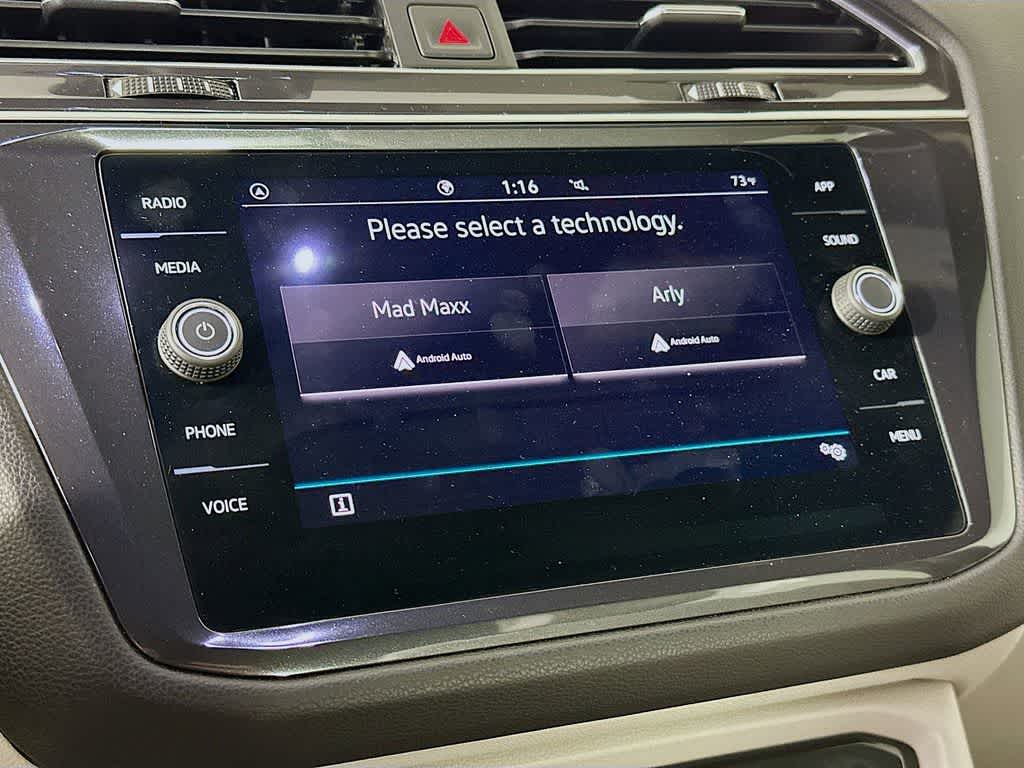 RADIO
MEDIA
PHONE
VOICE
1:16
73°F
Please select a technology.
Mad Maxx
Android Auto
Arly
Android Auto
i
APP
SOUND
CAR
MENU